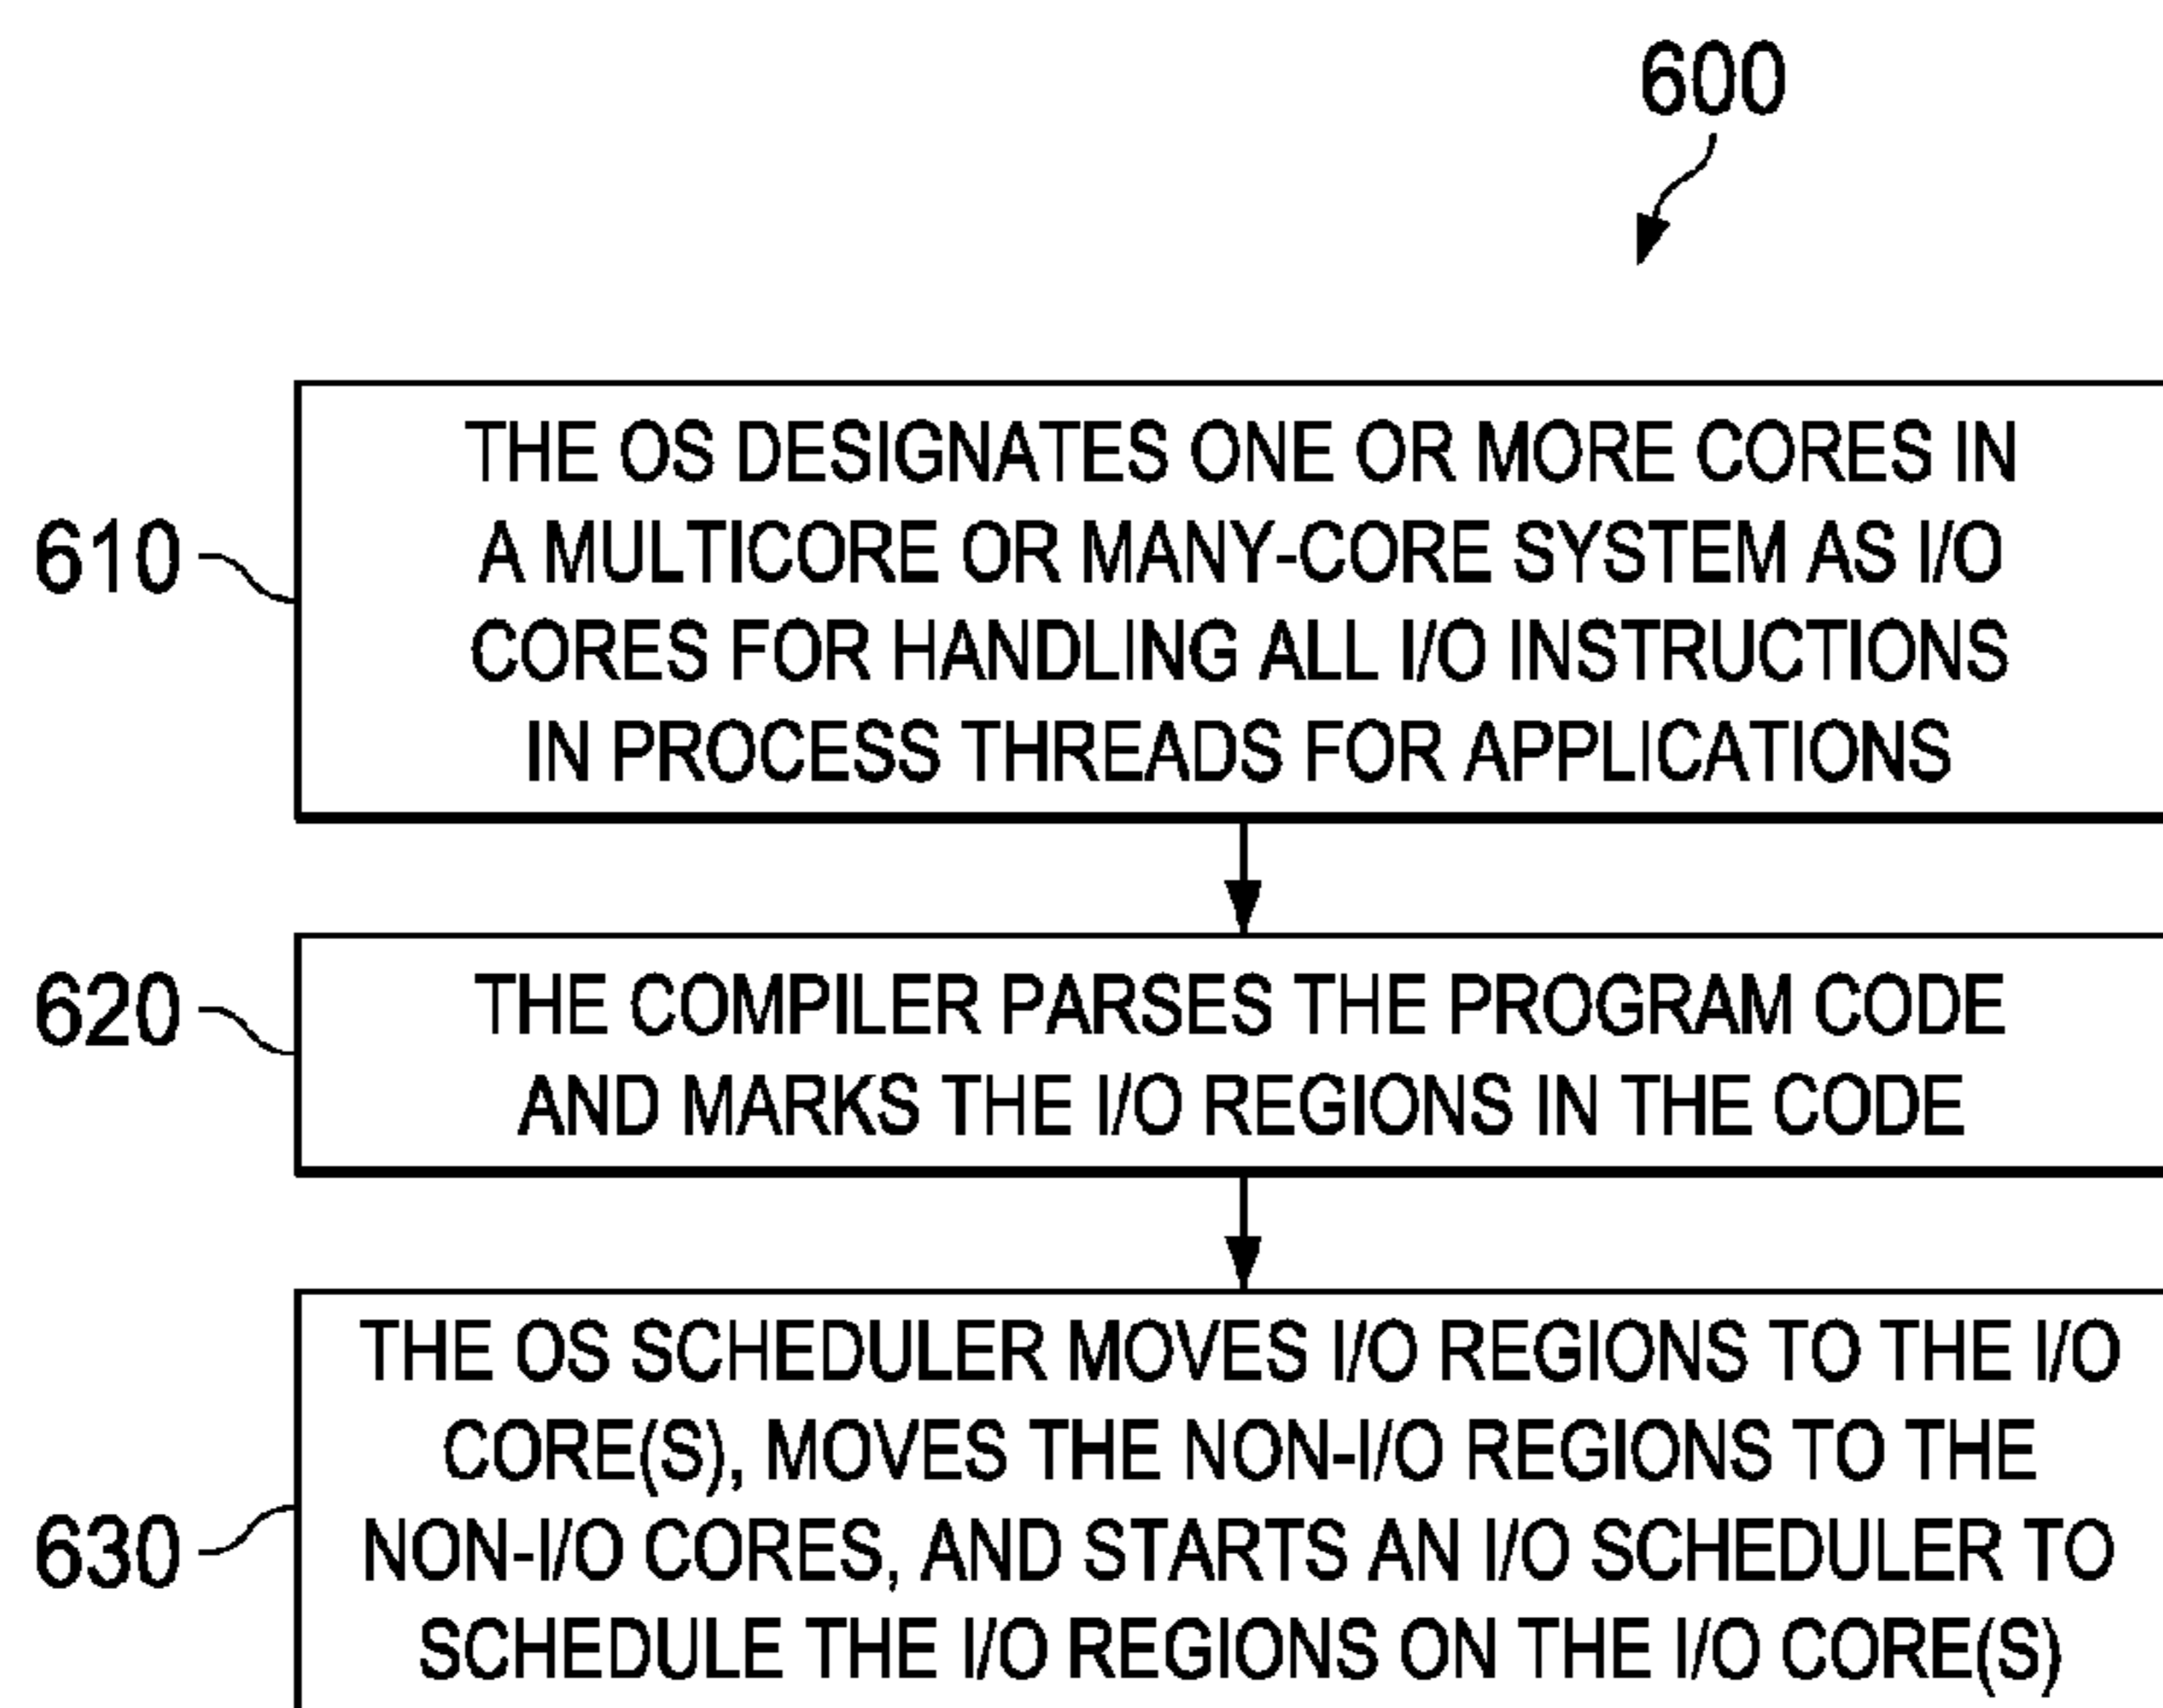 600
610
THE OS DESIGNATES ONE OR MORE CORES IN
A MULTICORE OR MANY-CORE SYSTEM AS I/O
CORES FOR HANDLING ALL I/O INSTRUCTIONS
IN PROCESS THREADS FOR APPLICATIONS
620
THE COMPILER PARSES THE PROGRAM CODE
AND MARKS THE I/O REGIONS IN THE CODE
630
THE OS SCHEDULER MOVES I/O REGIONS TO THE I/O
CORE(S), MOVES THE NON-I/O REGIONS TO THE
NON-I/O CORES, AND STARTS AN I/O SCHEDULER TO
SCHEDULE THE I/O REGIONS ON THE I/O CORE(S)